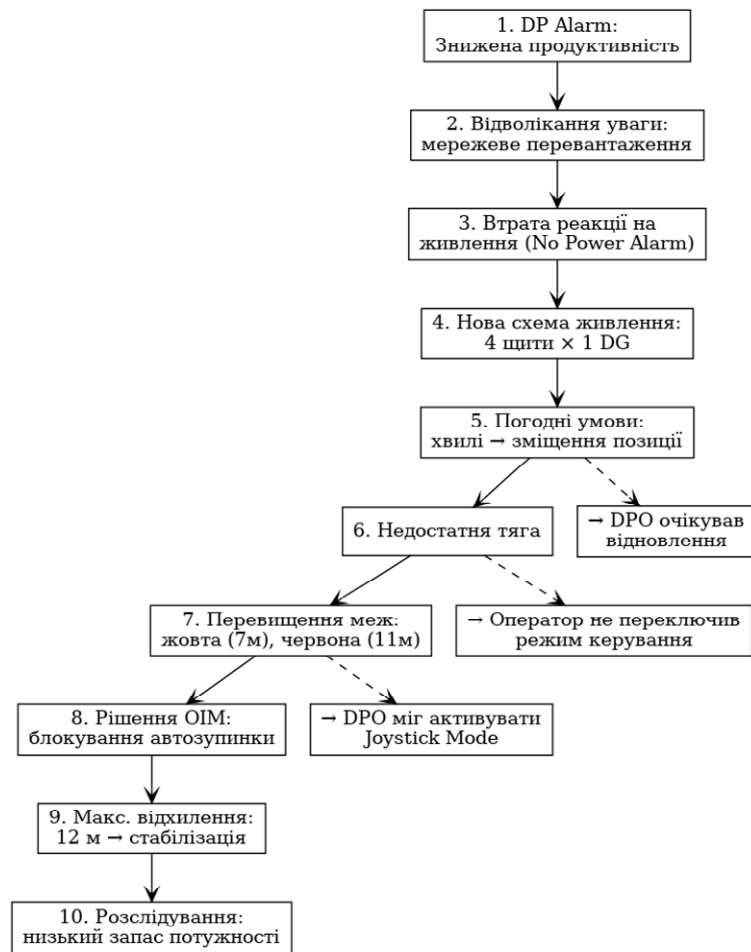 1. DP Alarm:
Знижена продуктивність
2. Відволікання уваги:
мережеве перевантаження
3. Втрата реакції на
живлення (No Power Alarm)
4. Нова схема живлення:
4 щити × 1 DG
5. Погодні умови:
хвилі → зміщення позиції
6. Недостатня тяга
→ DPO очікував
відновлення
7. Перевищення меж:
жовта (7м), червона (11м)
→ Оператор не переключив
режим керування
8. Рішення OIM:
блокування автозупинки
→ DPO міг активувати
Joystick Mode
9. Макс. відхилення:
12 м → стабілізація
10. Розслідування:
низький запас потужності